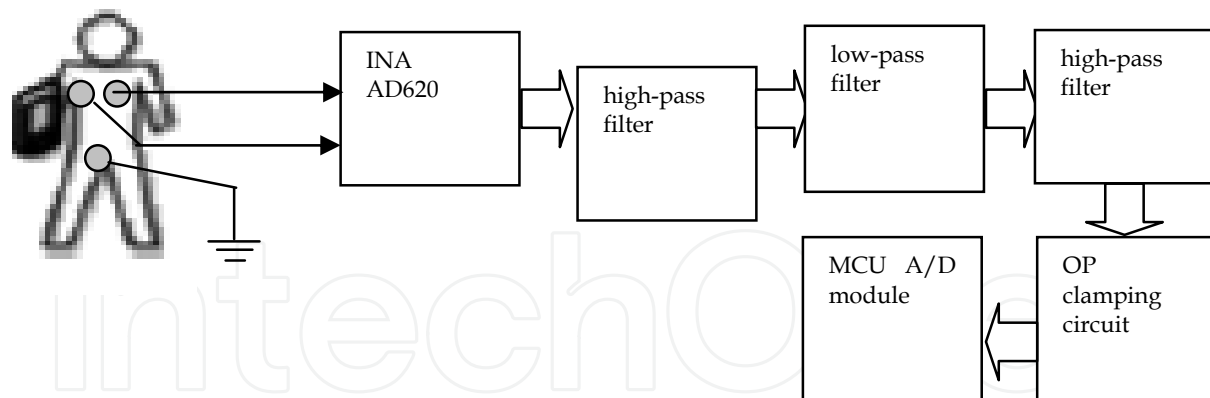 INA
AD620
high-pass
filter
low-pass
filter
high-pass
filter
MCU A/D
module
OP
clamping
circuit